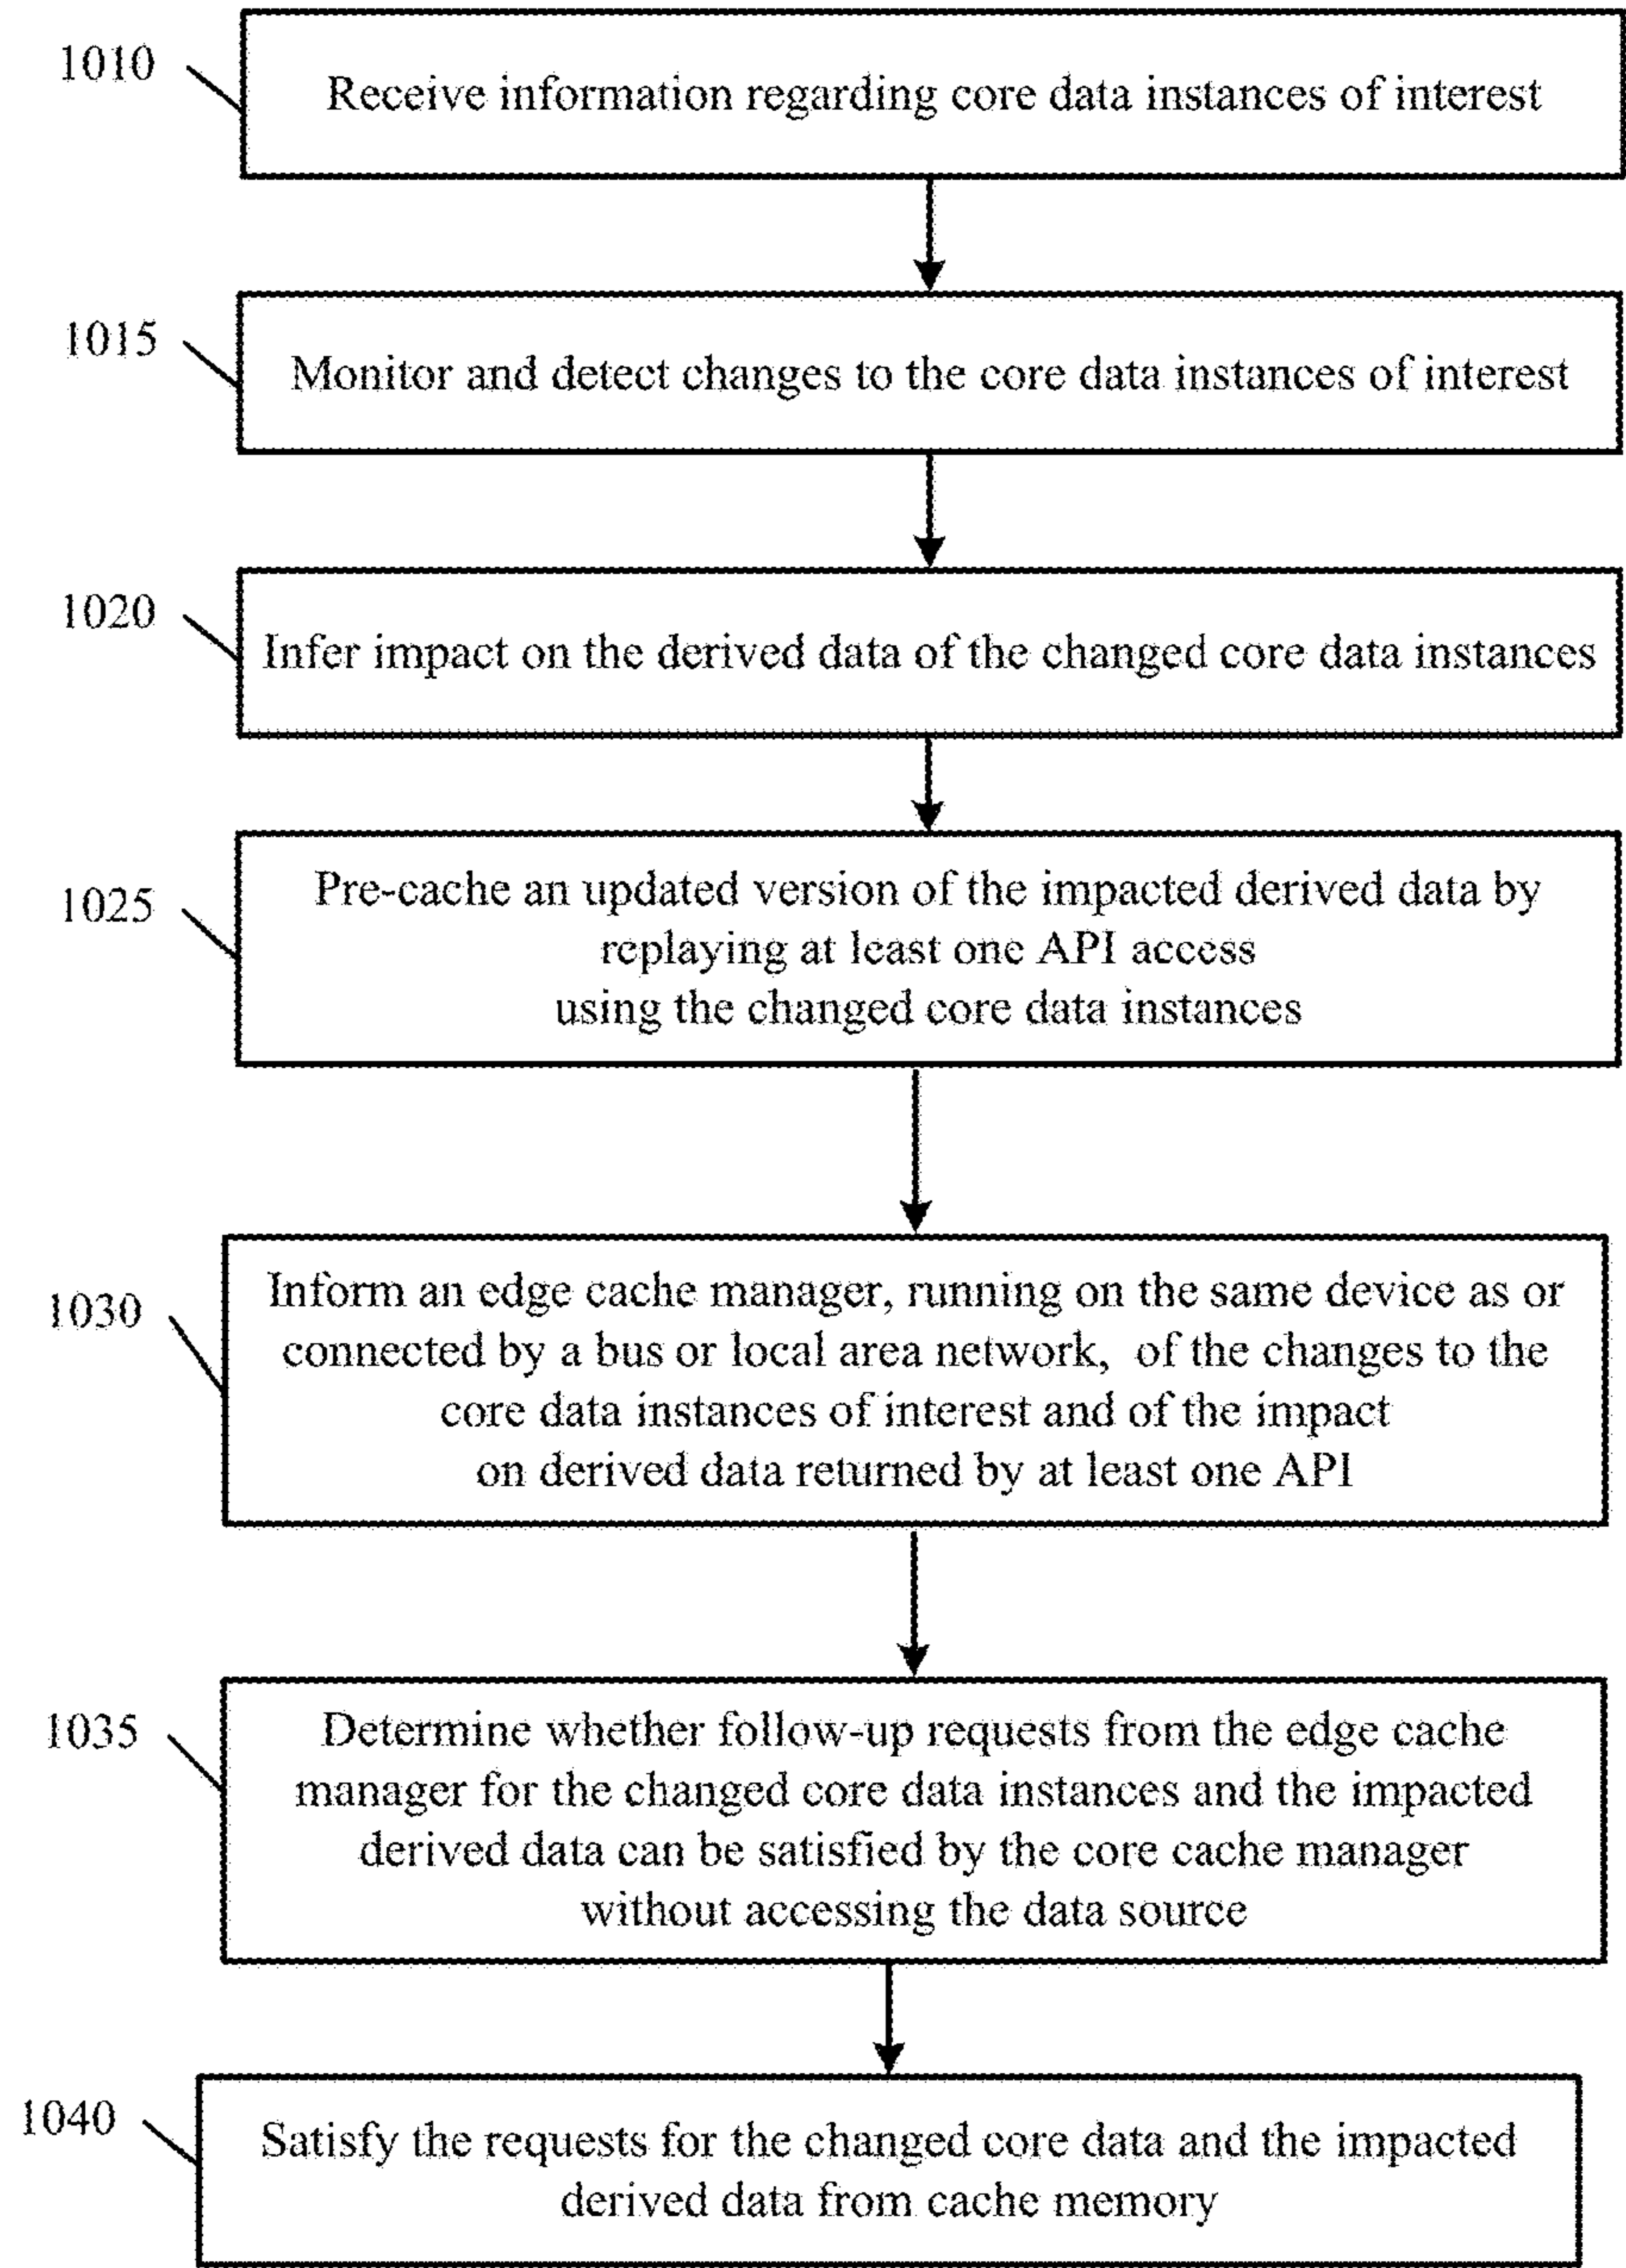 1010
Receive information regarding core data instances of interest
1015
Monitor and detect changes to the core data instances of interest
1020
Infer impact on the derived data of the changed core data instances
1025
Pre-cache an updated version of the impacted derived data by
replaying at least one API access
using the changed core data instances
1030
Inform an edge cache manager, running on the same device as or
connected by a bus or local area network, of the changes to the
core data instances of interest and of the impact
on derived data returned by at least one API
1035
Determine whether follow-up requests from the edge cache
manager for the changed core data instances and the impacted
derived data can be satisfied by the core cache manager
without accessing the data source
1040
Satisfy the requests for the changed core data and the impacted
derived data from cache memory